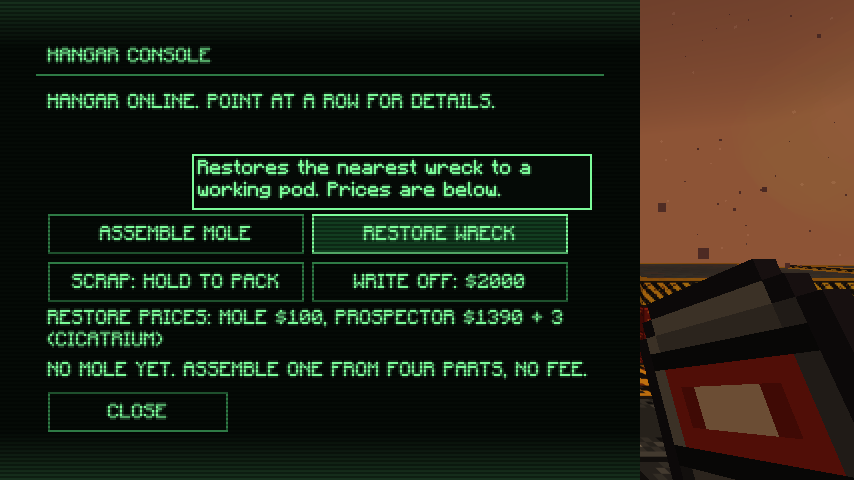 HANGAR CONSOLE
HANGAR ONLINE. POINT AT A ROW FOR DETAILS.
Restores the nearest wreck to a
working pod. Prices are below.
ASSEMBLE MOLE
RESTORE WRECK
SCRAP: HOLD TO PACK
WRITE OFF: $2000
RESTORE PRICES: MOLE $100, PROSPECTOR $1390 + 3
(CICATRIUM)
NO MOLE YET. ASSEMBLE ONE FROM FOUR PARTS, NO FEE.
CLOSE